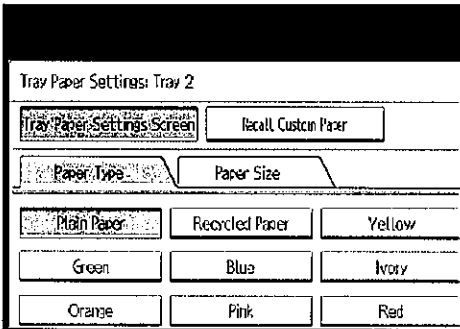 Tray Paper Settings: Tray 2
Tray Paper Settings Screen Recall Custom Paper
Paper Type Paper Size
Plain Paper Recycled Paper Yellow
Green Blue Ivory
Orange Pink Red